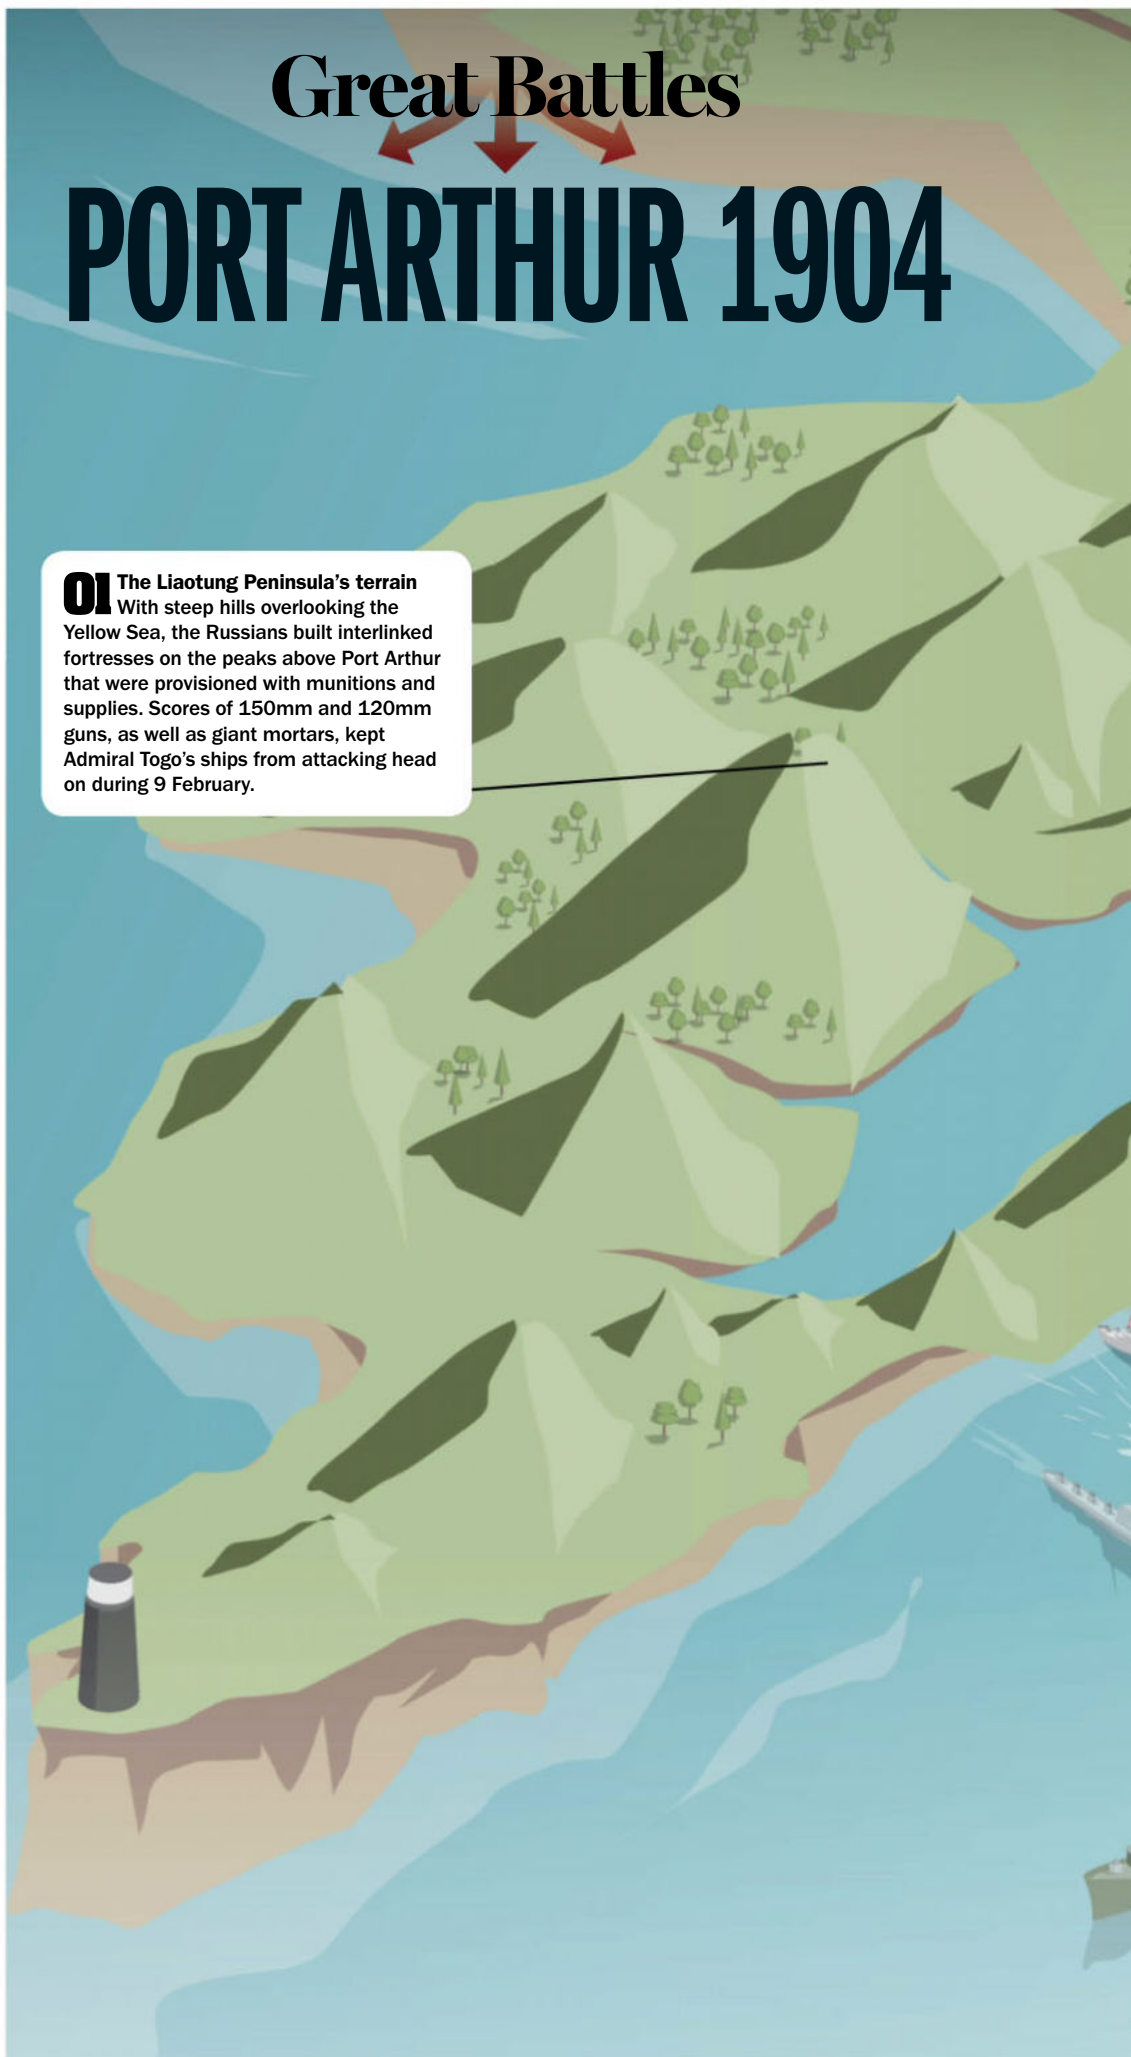 Great Battles
PORT ARTHUR 1904
01 The Liaotung Peninsula's terrain
With steep hills overlooking the
Yellow Sea, the Russians built interlinked
fortresses on the peaks above Port Arthur
that were provisioned with munitions and
supplies. Scores of 150mm and 120mm
guns, as well as giant mortars, kept
Admiral Togo's ships from attacking head
on during 9 February.